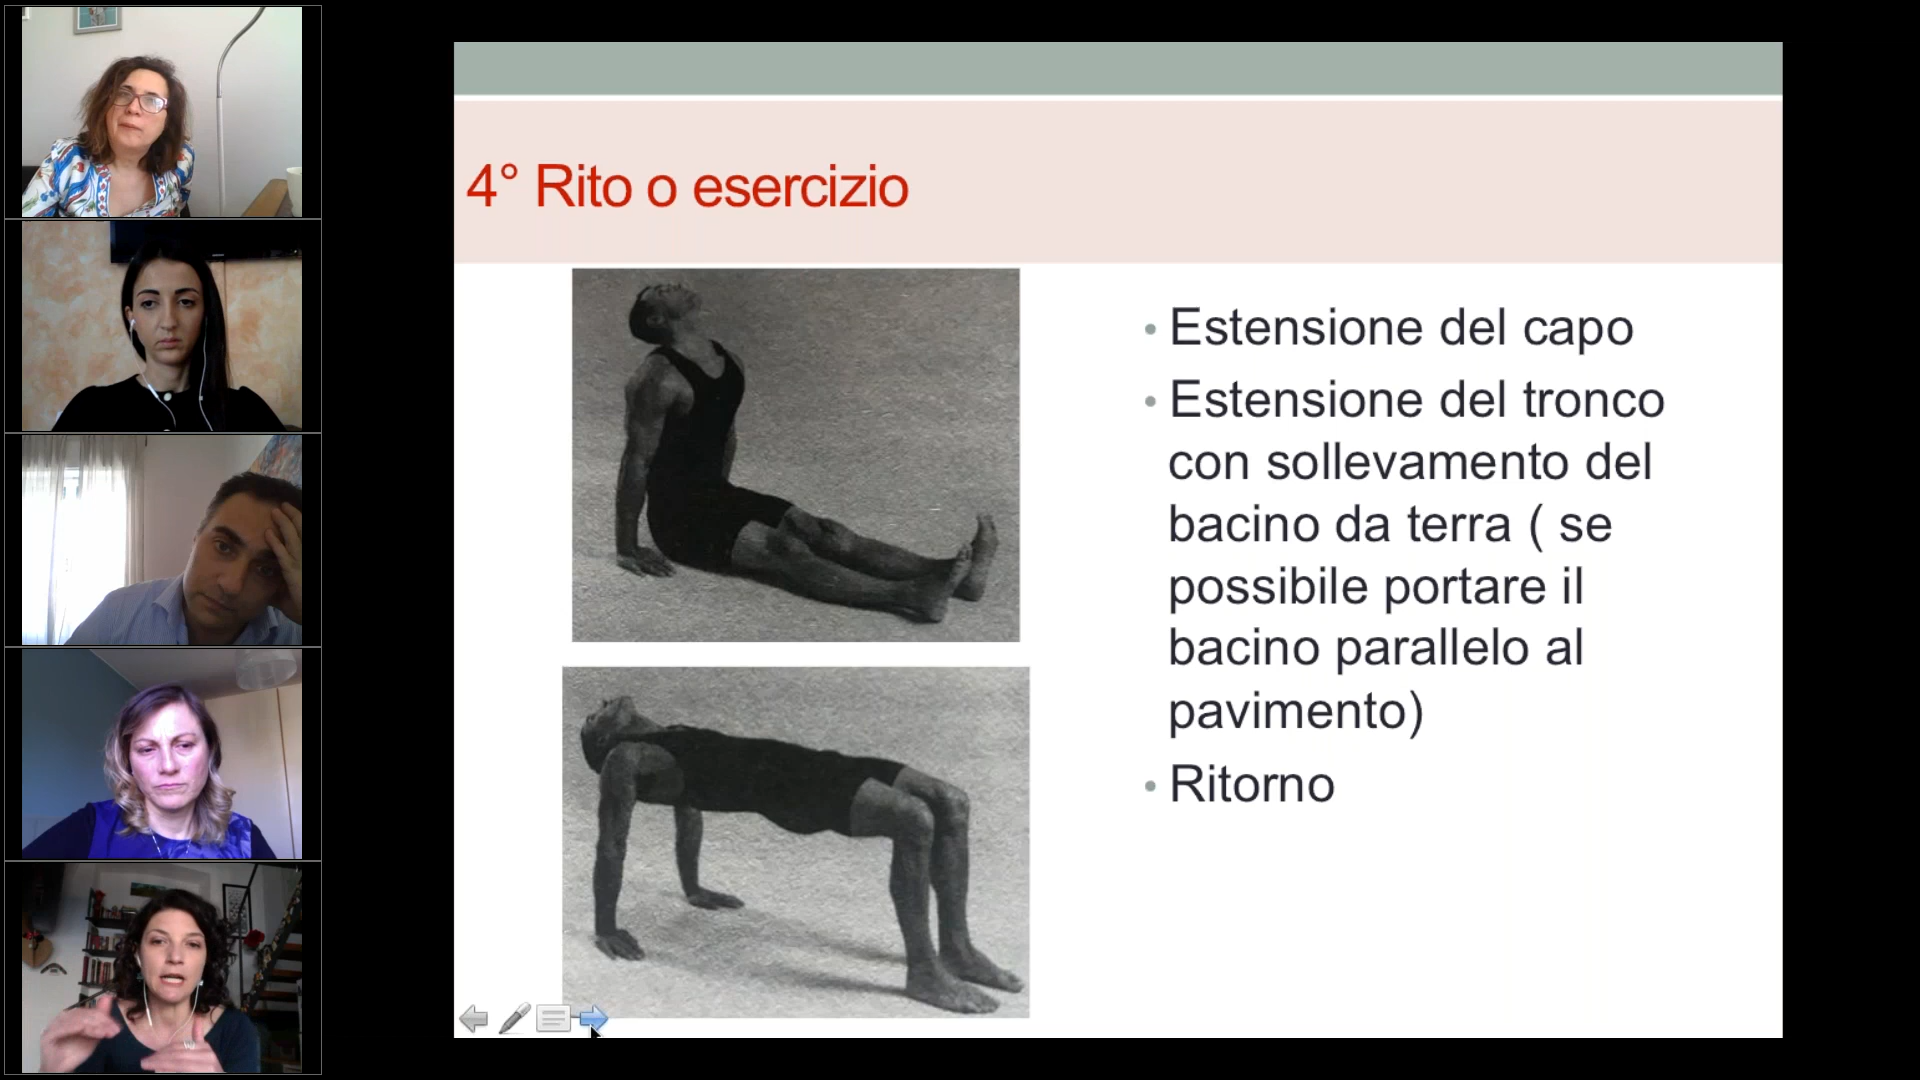 4° Rito o esercizio
• Estensione del capo
• Estensione del tronco
con sollevamento del
bacino da terra ( se
possibile portare il
bacino parallelo al
pavimento)
• Ritorno